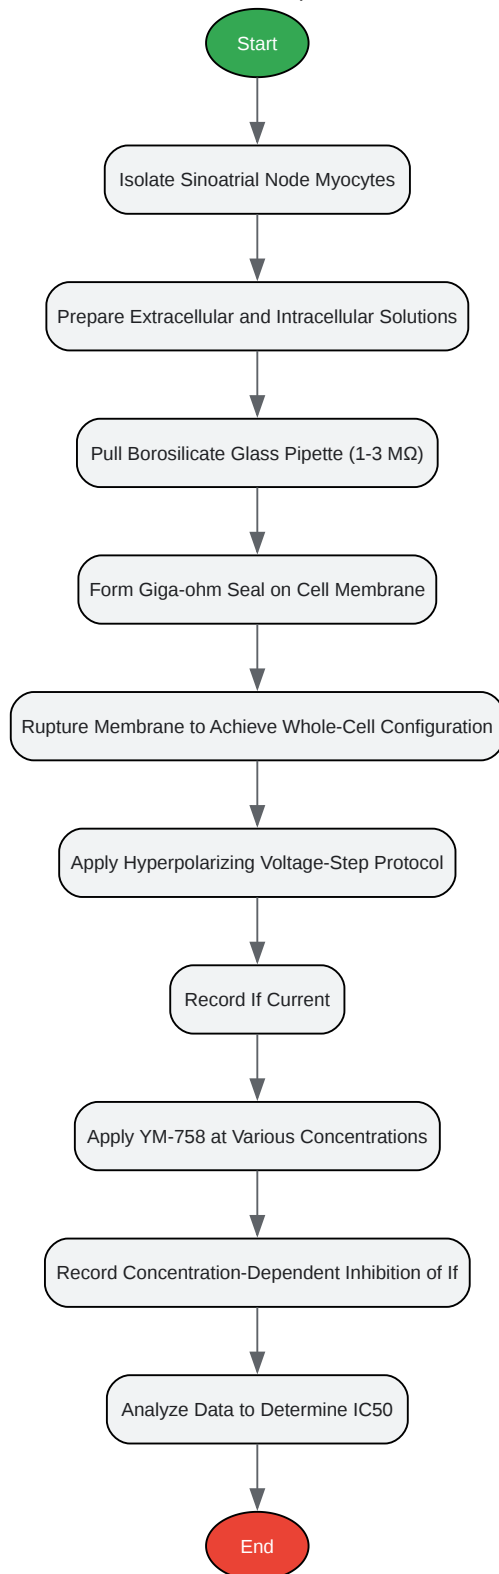 Start
Isolate Sinoatrial Node Myocytes
Prepare Extracellular and Intracellular Solutions
Pull Borosilicate Glass Pipette (1-3 MΩ)
Form Giga-ohm Seal on Cell Membrane
Rupture Membrane to Achieve Whole-Cell Configuration
Apply Hyperpolarizing Voltage-Step Protocol
Record If Current
Apply YM-758 at Various Concentrations
Record Concentration-Dependent Inhibition of If
Analyze Data to Determine IC50
End